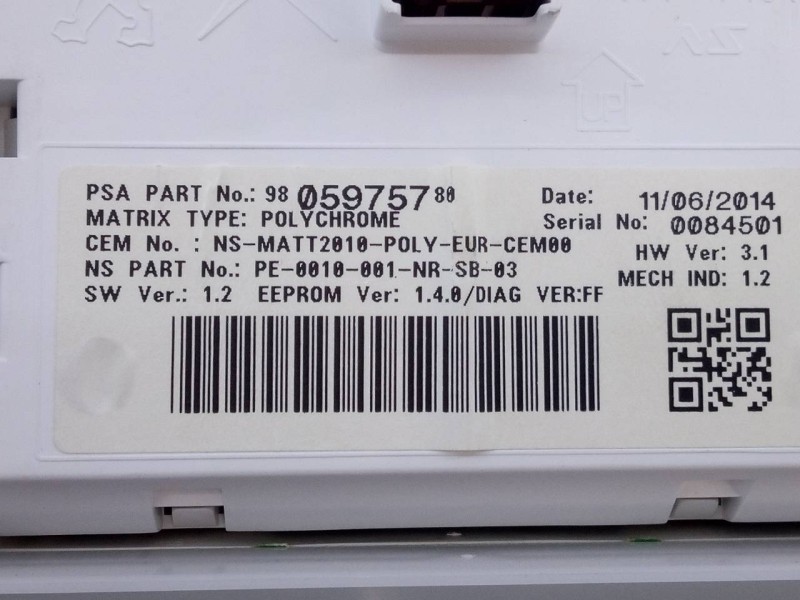 UP
PSA PART No.: 98 059757 80 Date: 11/06/2014
MATRIX TYPE: POLYCHROME Serial No: 0084501
CEM No. : NS-MATT2010-POLY-EUR-CEM00 HW Ver: 3.1
NS PART No.: PE-0010-001-NR-SB-03 MECH IND: 1.2
SW Ver.: 1.2 EEPROM Ver: 1.4.0/DIAG VER:FF